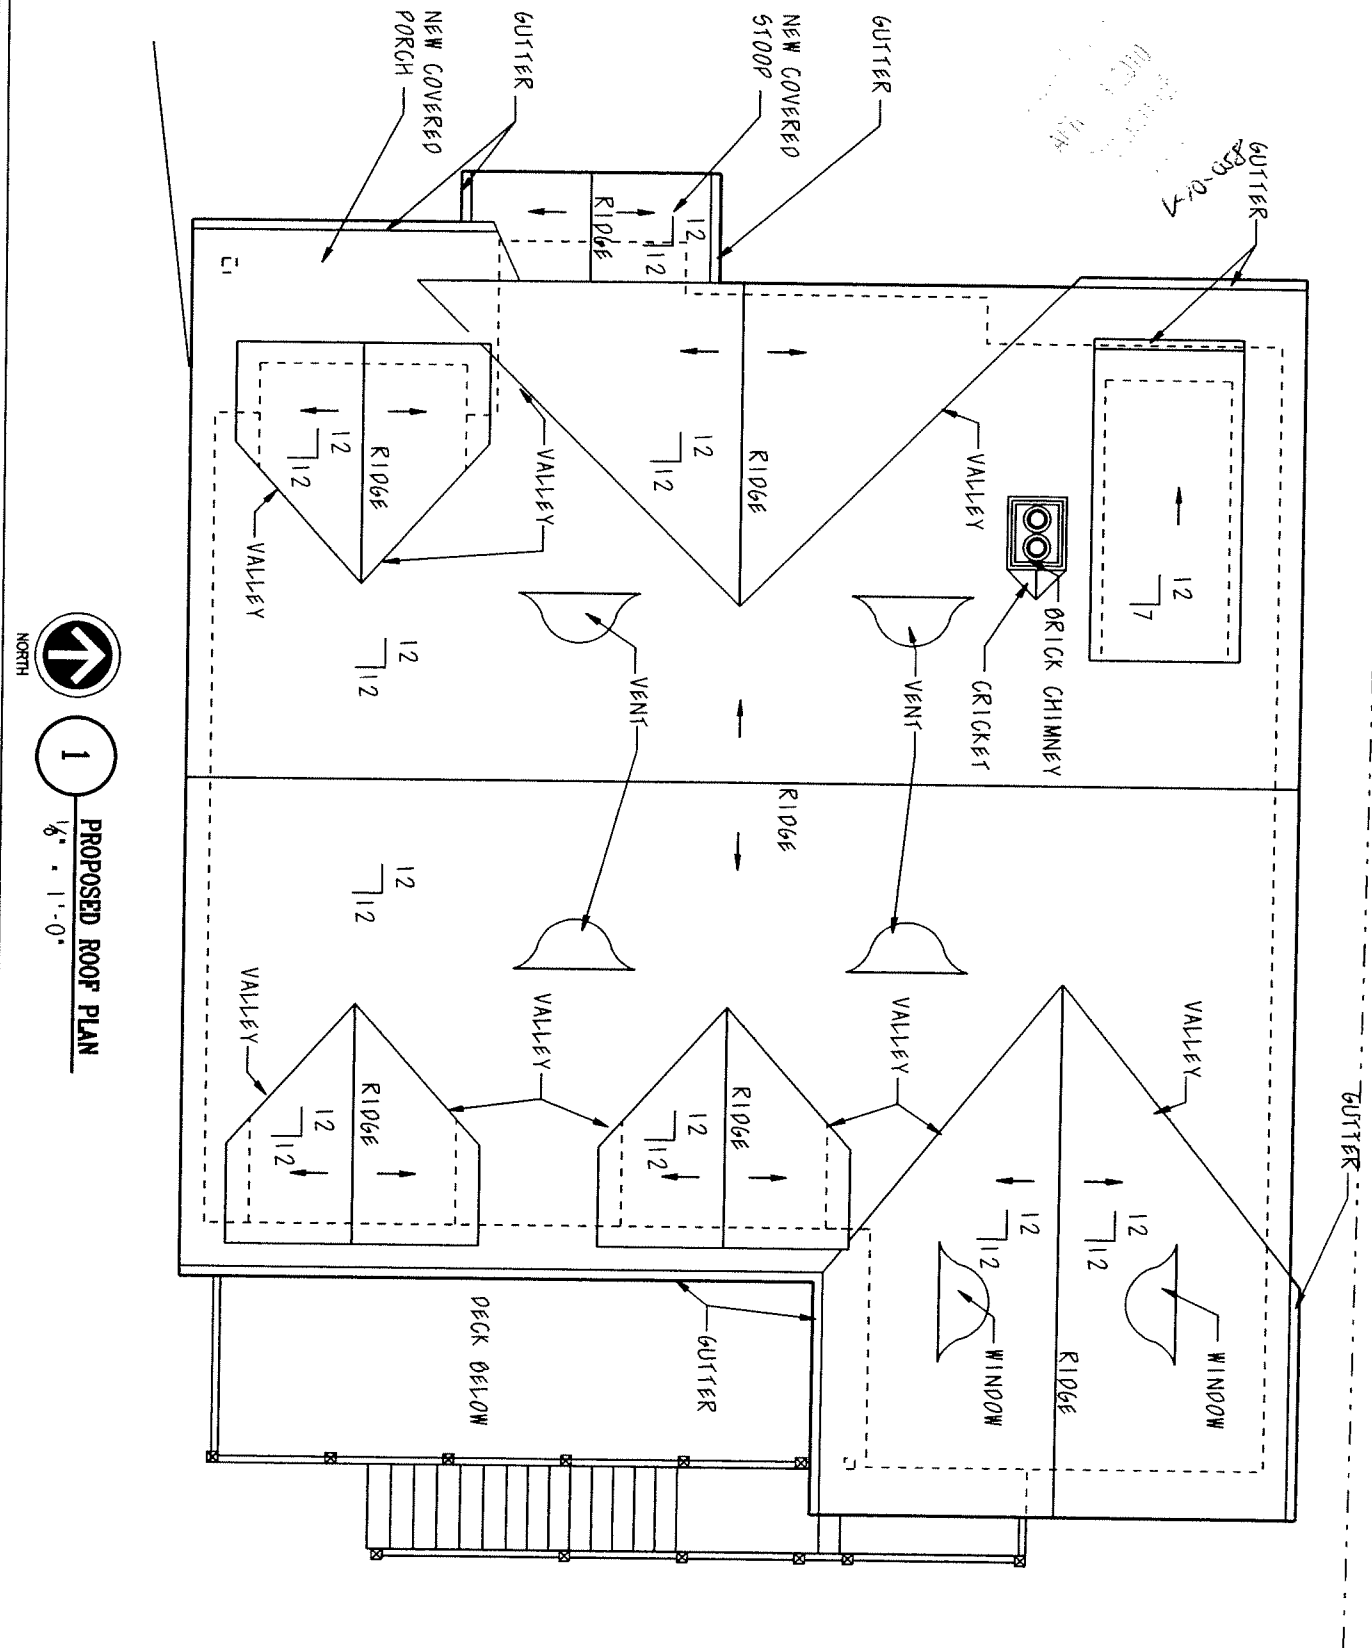 GUTTER
VALLEY
GUTTER
WINDOW
12
7
12
12
V-10-058
GUTTER
BRICK CHIMNEY
CRICKET
VALLEY
VALLEY
RIDGE
12
12
WINDOW
GUTTER
VENT
NEW COVERED
STOOP
12
12
RIDGE
RIDGE
12
12
RIDGE
RIDGE
12
12
GUTTER
VALLEY
VENT
VALLEY
DECK BELOW
GUTTER
NEW COVERED
PORCH
RIDGE
12
12
12
12
12
12
RIDGE
12
12
VALLEY
VALLEY
1
PROPOSED ROOF PLAN
1/8" = 1'-0"
NORTH